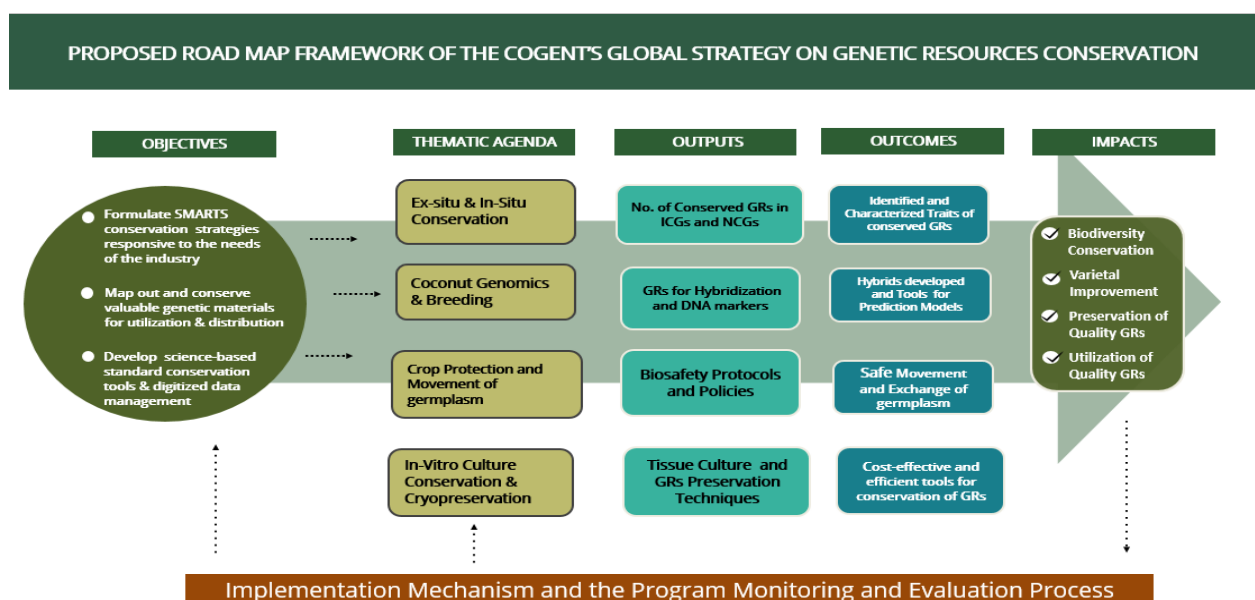 PROPOSED ROAD MAP FRAMEWORK OF THE COGENT'S GLOBAL STRATEGY ON GENETIC RESOURCES CONSERVATION
OBJECTIVES
Formulate SMARTS
conservation strategies
responsive to the needs
of the industry
Map out and conserve
valuable genetic materials
for utilization & distribution
Develop science-based
standard conservation
tools & digitized data
management
THEMATIC AGENDA
Ex-situ & In-Situ
Conservation
Coconut Genomics
& Breeding
Crop Protection and
Movement of
germplasm
In-Vitro Culture
Conservation &
Cryopreservation
OUTPUTS
No. of Conserved GRs in
ICGs and NCGs
GRs for Hybridization
and DNA markers
Biosafety Protocols
and Policies
Tissue Culture and
GRs Preservation
Techniques
OUTCOMES
Identified and
Characterized Traits of
conserved GRs
Hybrids developed
and Tools for
Prediction Models
Safe Movement
and Exchange of
germplasm
Cost-effective and
efficient tools for
conservation of GRs
IMPACTS
Biodiversity
Conservation
Varietal
Improvement
Preservation of
Quality GRs
Utilization of
Quality GRs
Implementation Mechanism and the Program Monitoring and Evaluation Process